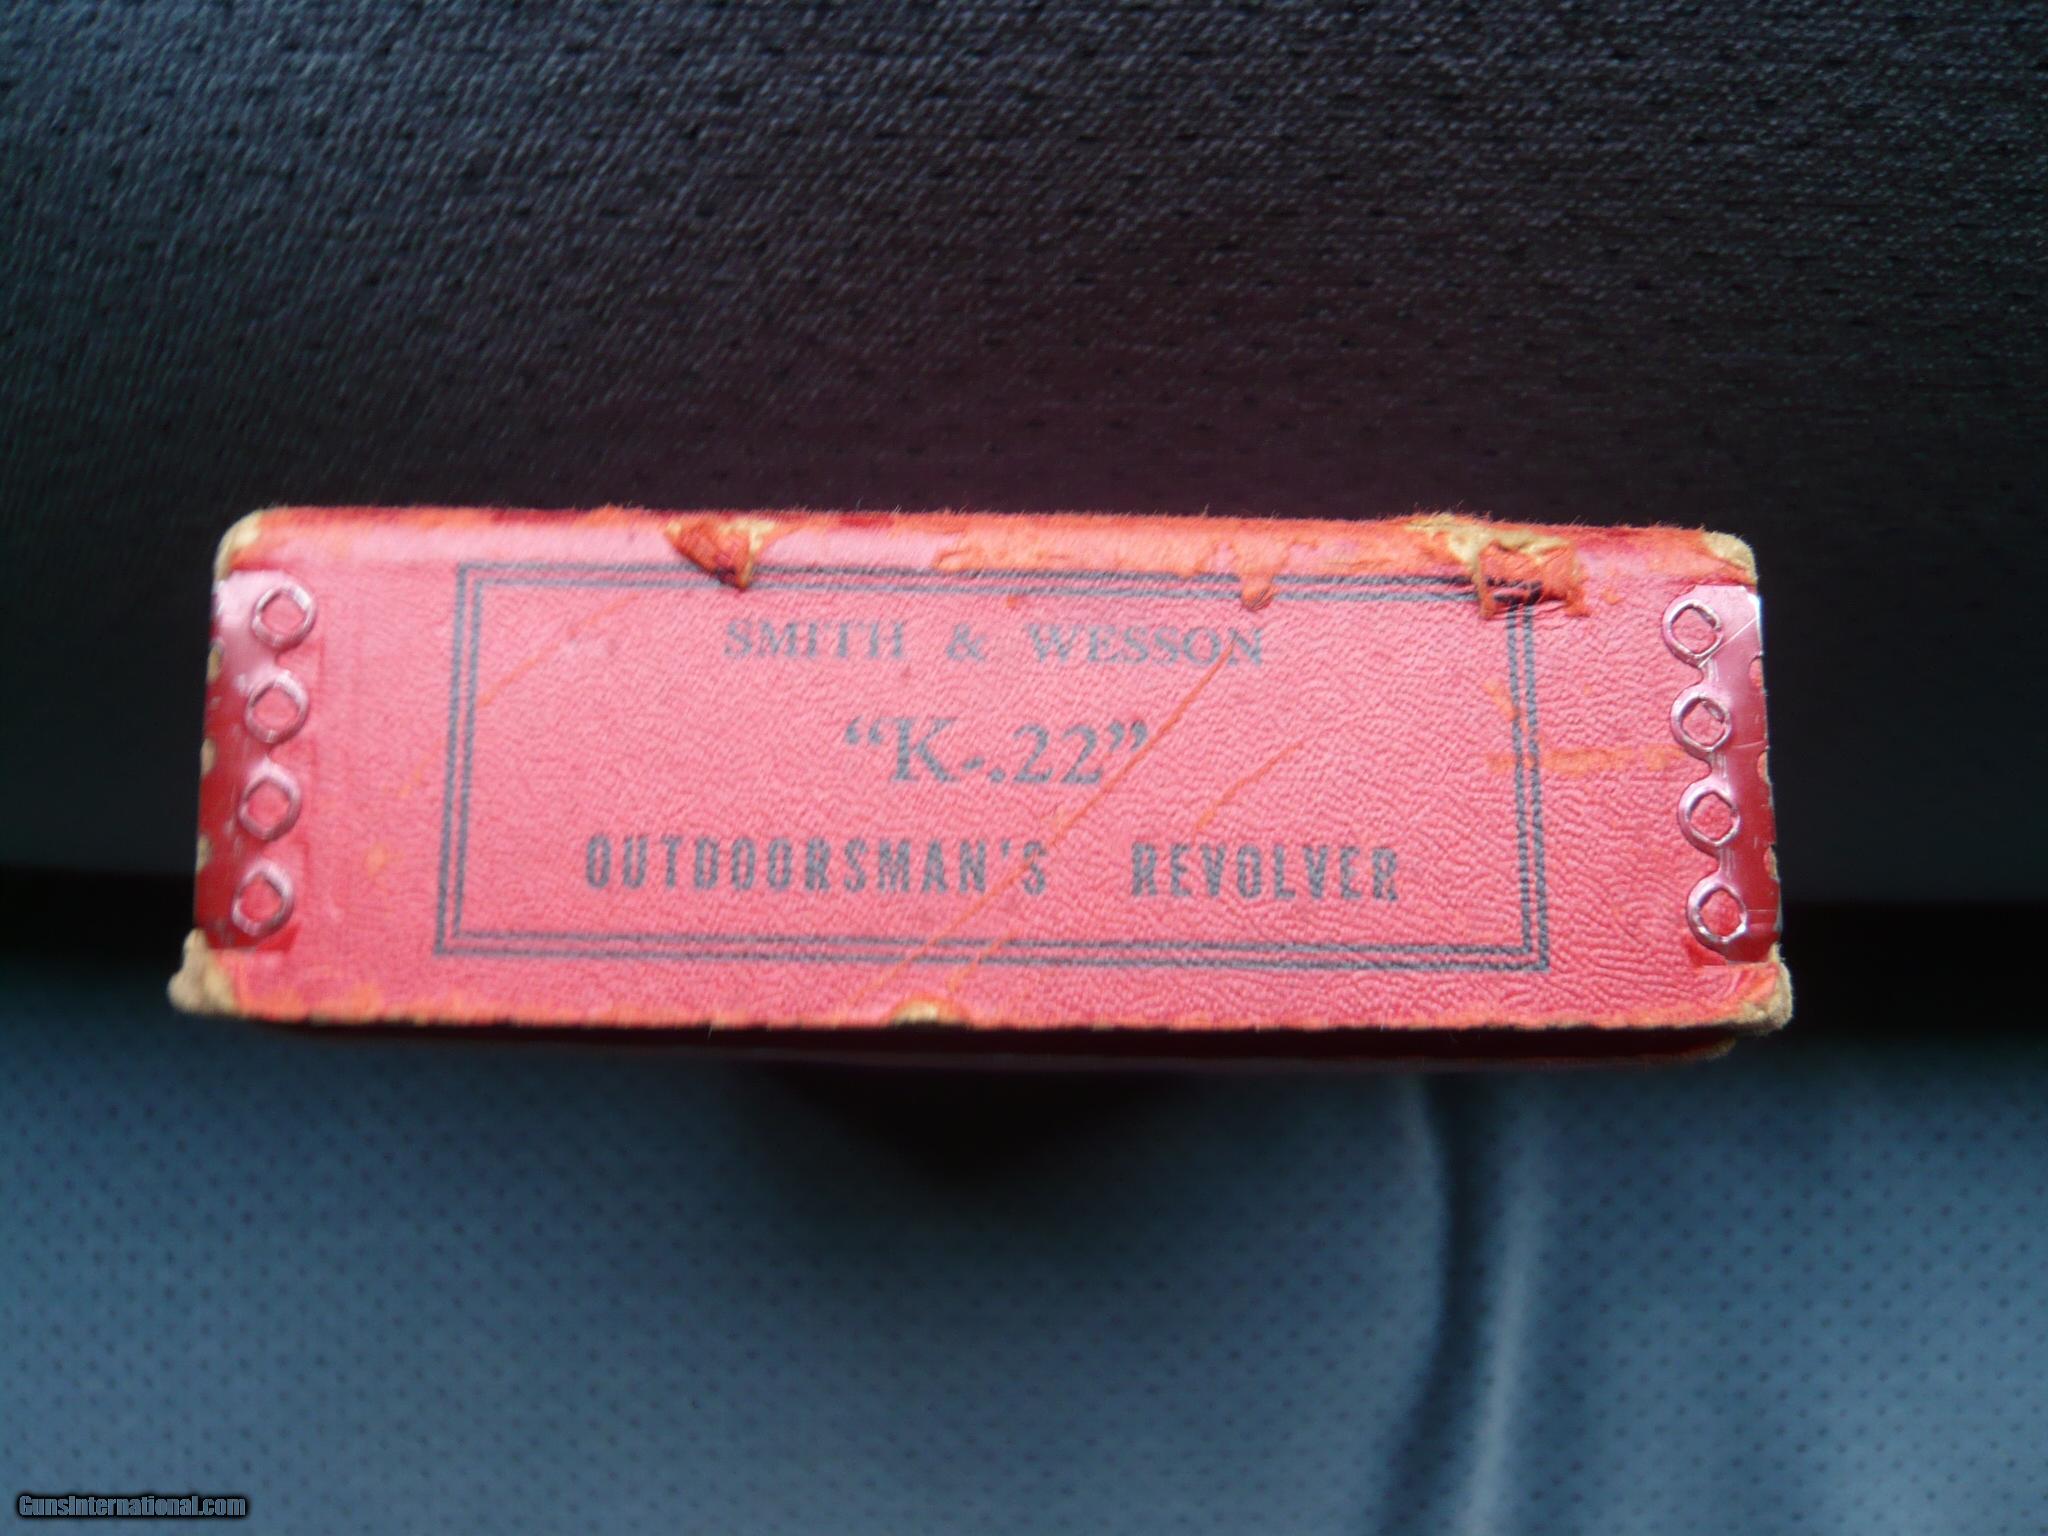 SMITH & WESSON
“K-.22”
OUTDOORSMAN'S REVOLVER
GunsInternational.com